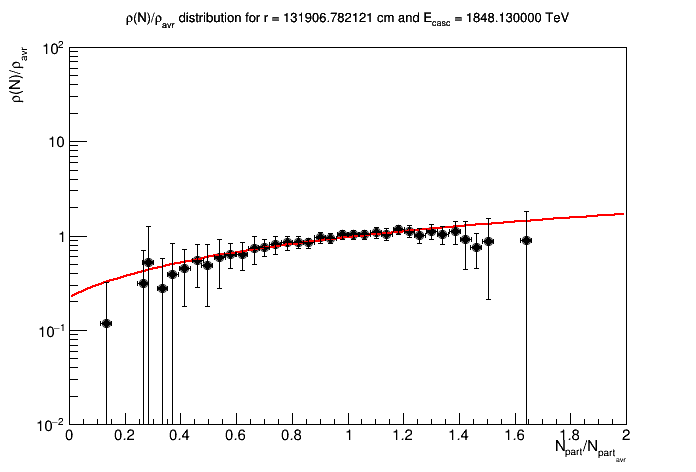 ρ(N)/ρavr distribution for r = 131906.782121 cm and Ecasc = 1848.130000 TeV
ρ(N)/ρavr
10²
10
1
10⁻¹
10⁻²
0 0.2 0.4 0.6 0.8 1 1.2 1.4 1.6 1.8 2
Npart/Npartavr